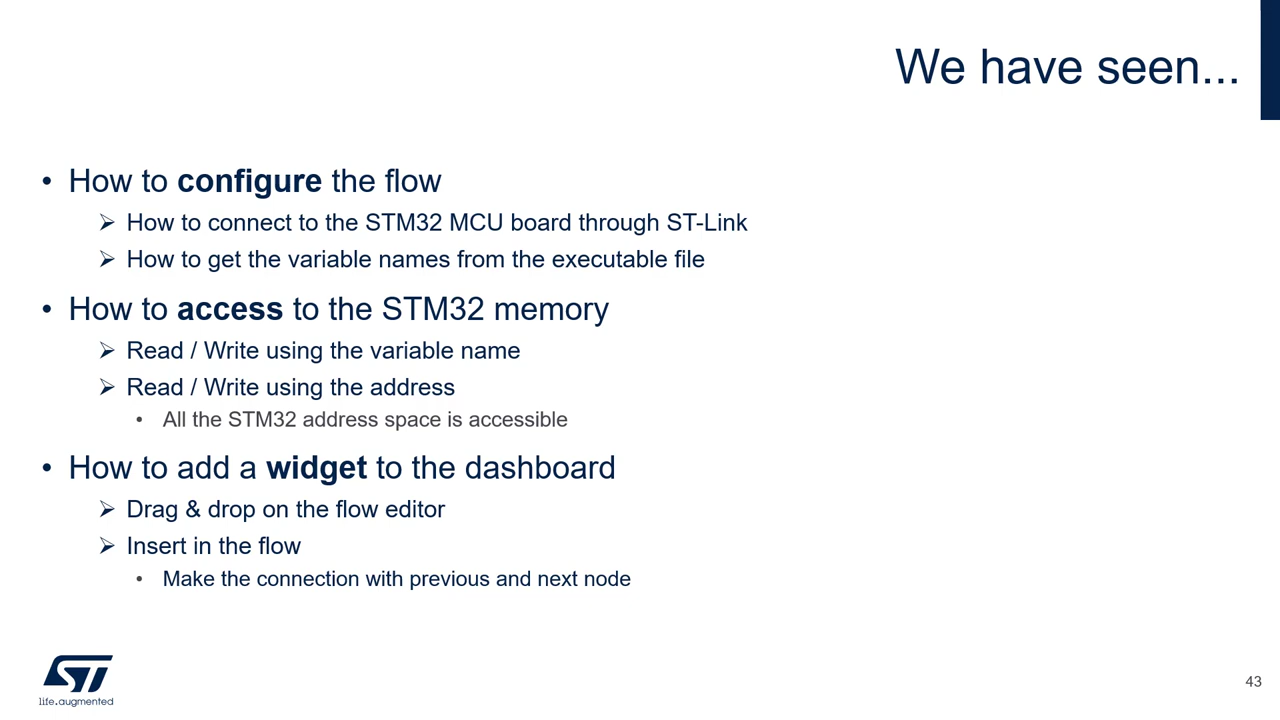 We have seen...
• How to configure the flow
➢ How to connect to the STM32 MCU board through ST-Link
➢ How to get the variable names from the executable file
• How to access to the STM32 memory
➢ Read / Write using the variable name
➢ Read / Write using the address
• All the STM32 address space is accessible
• How to add a widget to the dashboard
➢ Drag & drop on the flow editor
➢ Insert in the flow
• Make the connection with previous and next node
ST
life.augmented
43